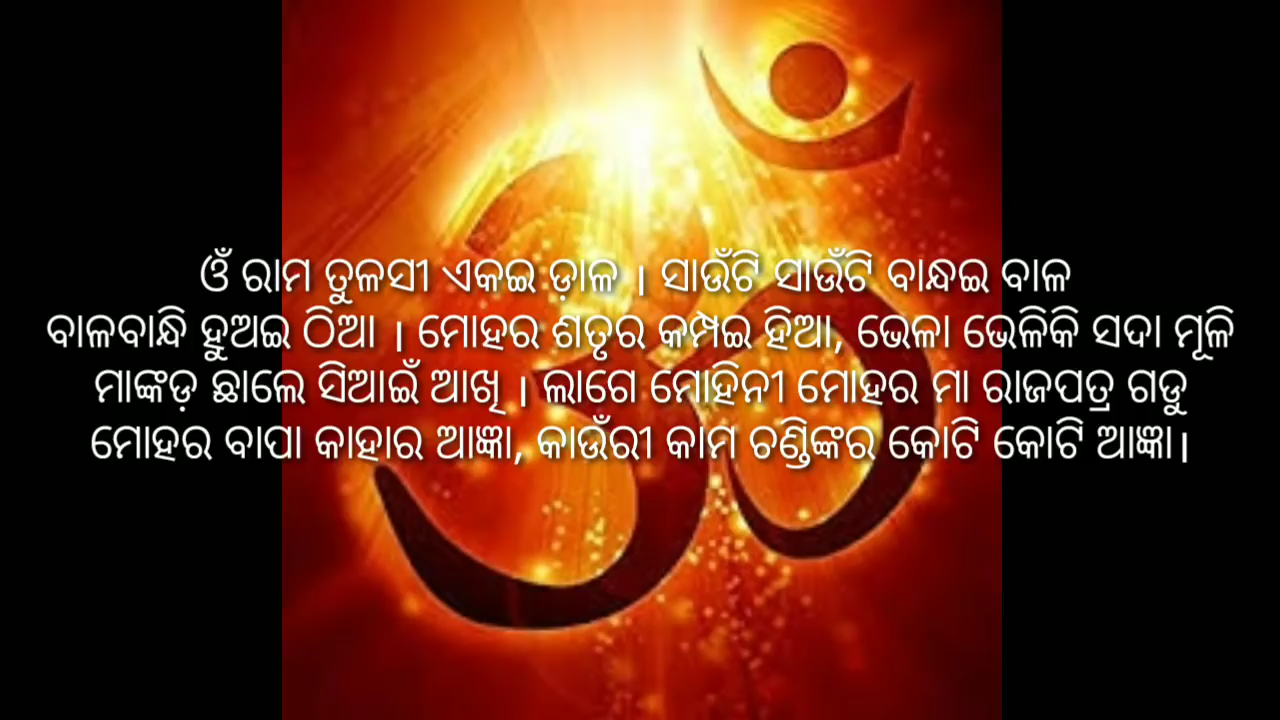 ଓଁ ରାମ ତୁଳସୀ ଏକଇ ଡ଼ାଳ । ସାଉଁଟି ସାଉଁଟି ବାନ୍ଧଇ ବାଳ
ବାଳବାନ୍ଧି ହୁଅଇ ଠିଆ । ମୋହର ଶତୃର କମ୍ପଇ ହିଆ, ଭେଳା ଭେଳିକି ସଦା ମୂଳି
ମାଙ୍କଡ଼ ଛାଲେ ସିଆଇଁ ଆଖି । ଲାଗେ ମୋହିନୀ ମୋହର ମା ରାଜପତ୍ର ଗଡୁ
ମୋହର ବାପା କାହାର ଆଜ୍ଞା, କାଉଁରୀ କାମ ଚଣ୍ଡିଙ୍କର କୋଟି କୋଟି ଆଜ୍ଞା।